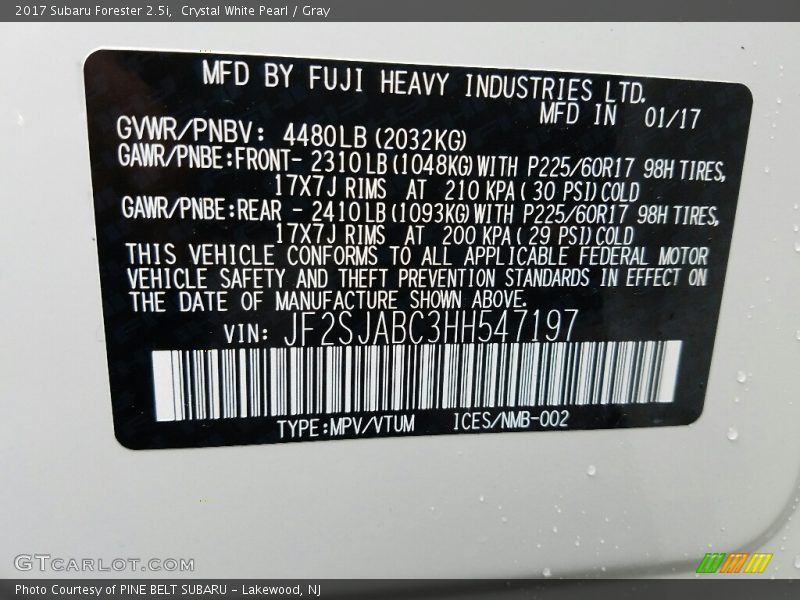 2017 Subaru Forester 2.5i,  Crystal White Pearl / Gray
MFD BY FUJI HEAVY INDUSTRIES LTD.
MFD IN 01/17
GVWR/PNBV: 4480LB (2032KG)
GAWR/PNBE:FRONT- 2310LB(1048KG)WITH P225/60R17 98H TIRES,
17X7J RIMS AT 210 KPA( 30 PSI)COLD
GAWR/PNBE:REAR - 2410LB(1093KG)WITH P225/60R17 98H TIRES,
17X7J RIMS AT 200 KPA( 29 PSI)COLD
THIS VEHICLE CONFORMS TO ALL APPLICABLE FEDERAL MOTOR
VEHICLE SAFETY AND THEFT PREVENTION STANDARDS IN EFFECT ON
THE DATE OF MANUFACTURE SHOWN ABOVE.
VIN: JF2SJABC3HH547197
TYPE:MPV/VTUM ICES/NMB-002
GTCARLOT.COM
Photo Courtesy of PINE BELT SUBARU - Lakewood, NJ